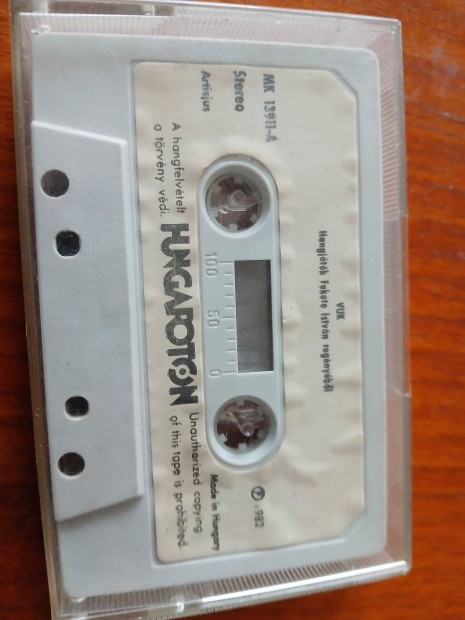 VUK
Hangjáték Fekete István regényéből
MK 13911-A
Stereo
Artisjus
℗ 1982
100 50 0
Made in Hungary
A hangfelvételt
a törvény védi.
HUNGAROTON
Unauthorized copying
of this tape is prohibited.